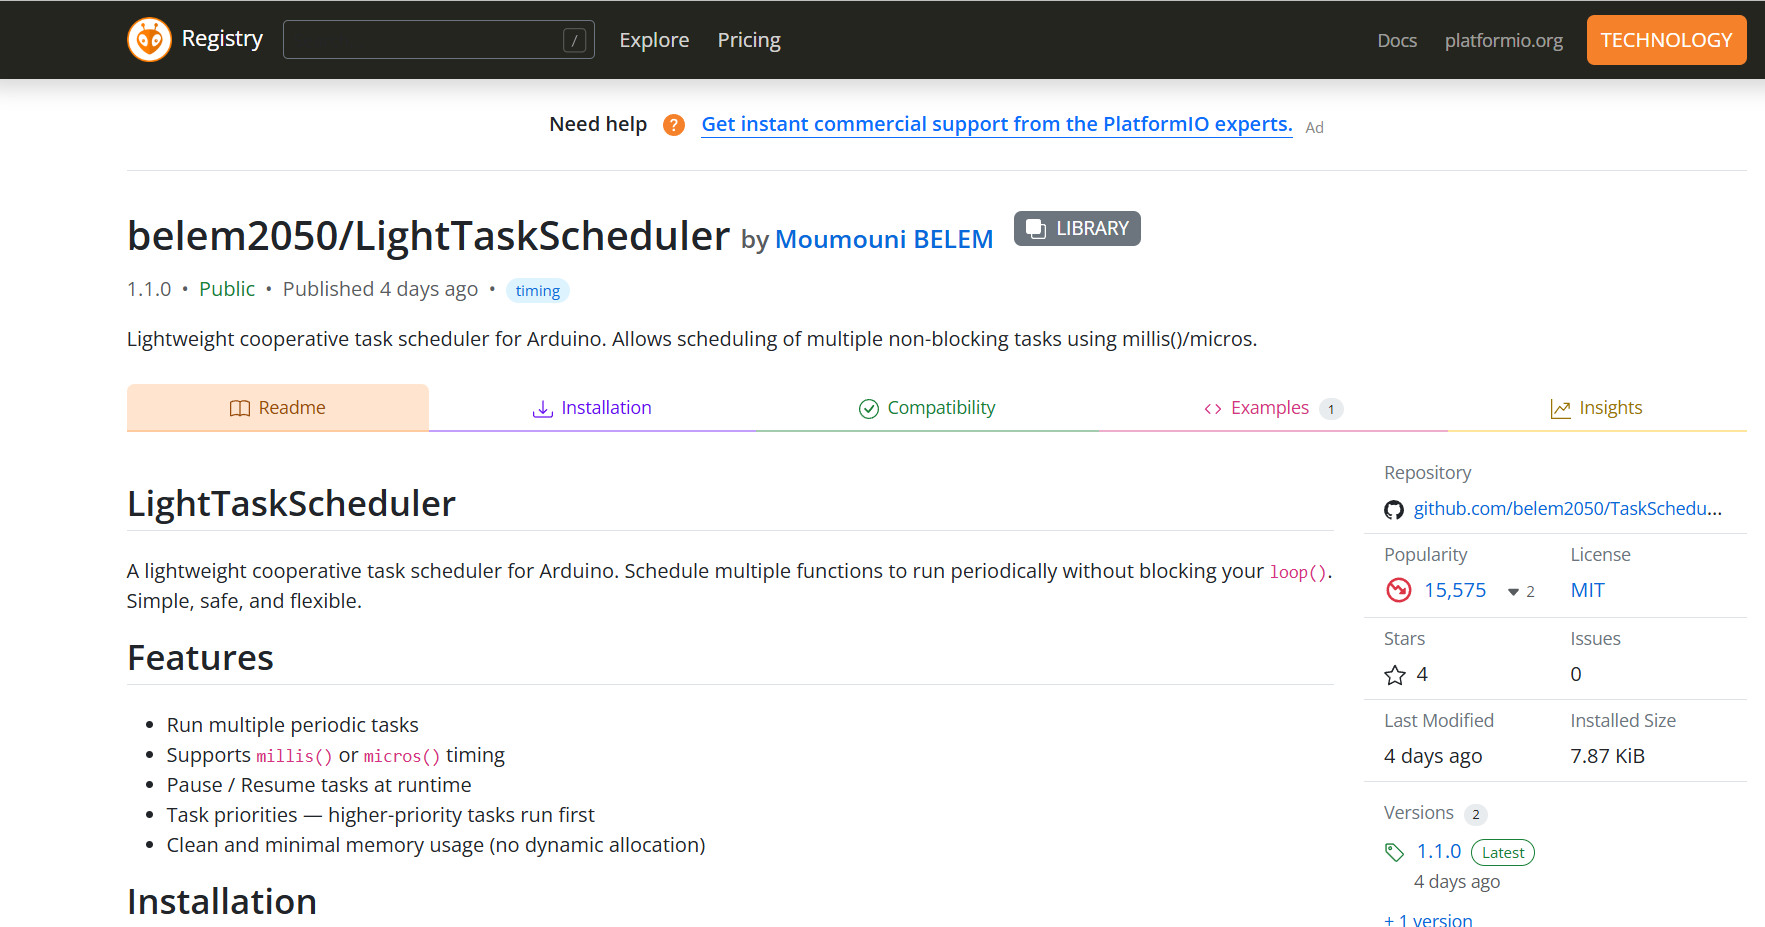 Registry / Explore Pricing Docs platformio.org TECHNOLOGY
Need help ? Get instant commercial support from the PlatformIO experts. Ad
belem2050/LightTaskScheduler by Moumouni BELEM LIBRARY
1.1.0 • Public • Published 4 days ago • timing
Lightweight cooperative task scheduler for Arduino. Allows scheduling of multiple non-blocking tasks using millis()/micros.
Readme Installation Compatibility Examples 1 Insights
LightTaskScheduler
A lightweight cooperative task scheduler for Arduino. Schedule multiple functions to run periodically without blocking your loop().
Simple, safe, and flexible.
Features
• Run multiple periodic tasks
• Supports millis() or micros() timing
• Pause / Resume tasks at runtime
• Task priorities — higher-priority tasks run first
• Clean and minimal memory usage (no dynamic allocation)
Installation
Repository
github.com/belem2050/TaskSchedu...
Popularity License
15,575 ▼ 2 MIT
Stars Issues
4 0
Last Modified Installed Size
4 days ago 7.87 KiB
Versions 2
1.1.0 Latest
4 days ago
+ 1 version